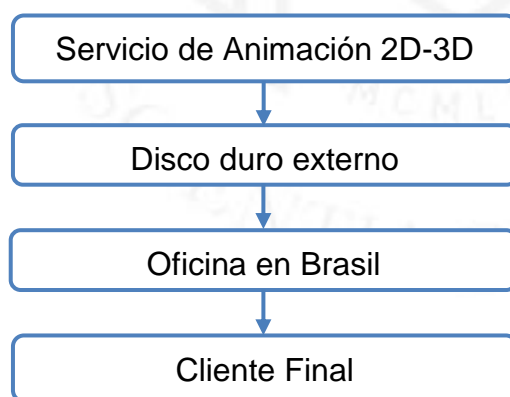 Servicio de Animación 2D-3D
M.C.M.L
Disco duro externo
Oficina en Brasil
Cliente Final